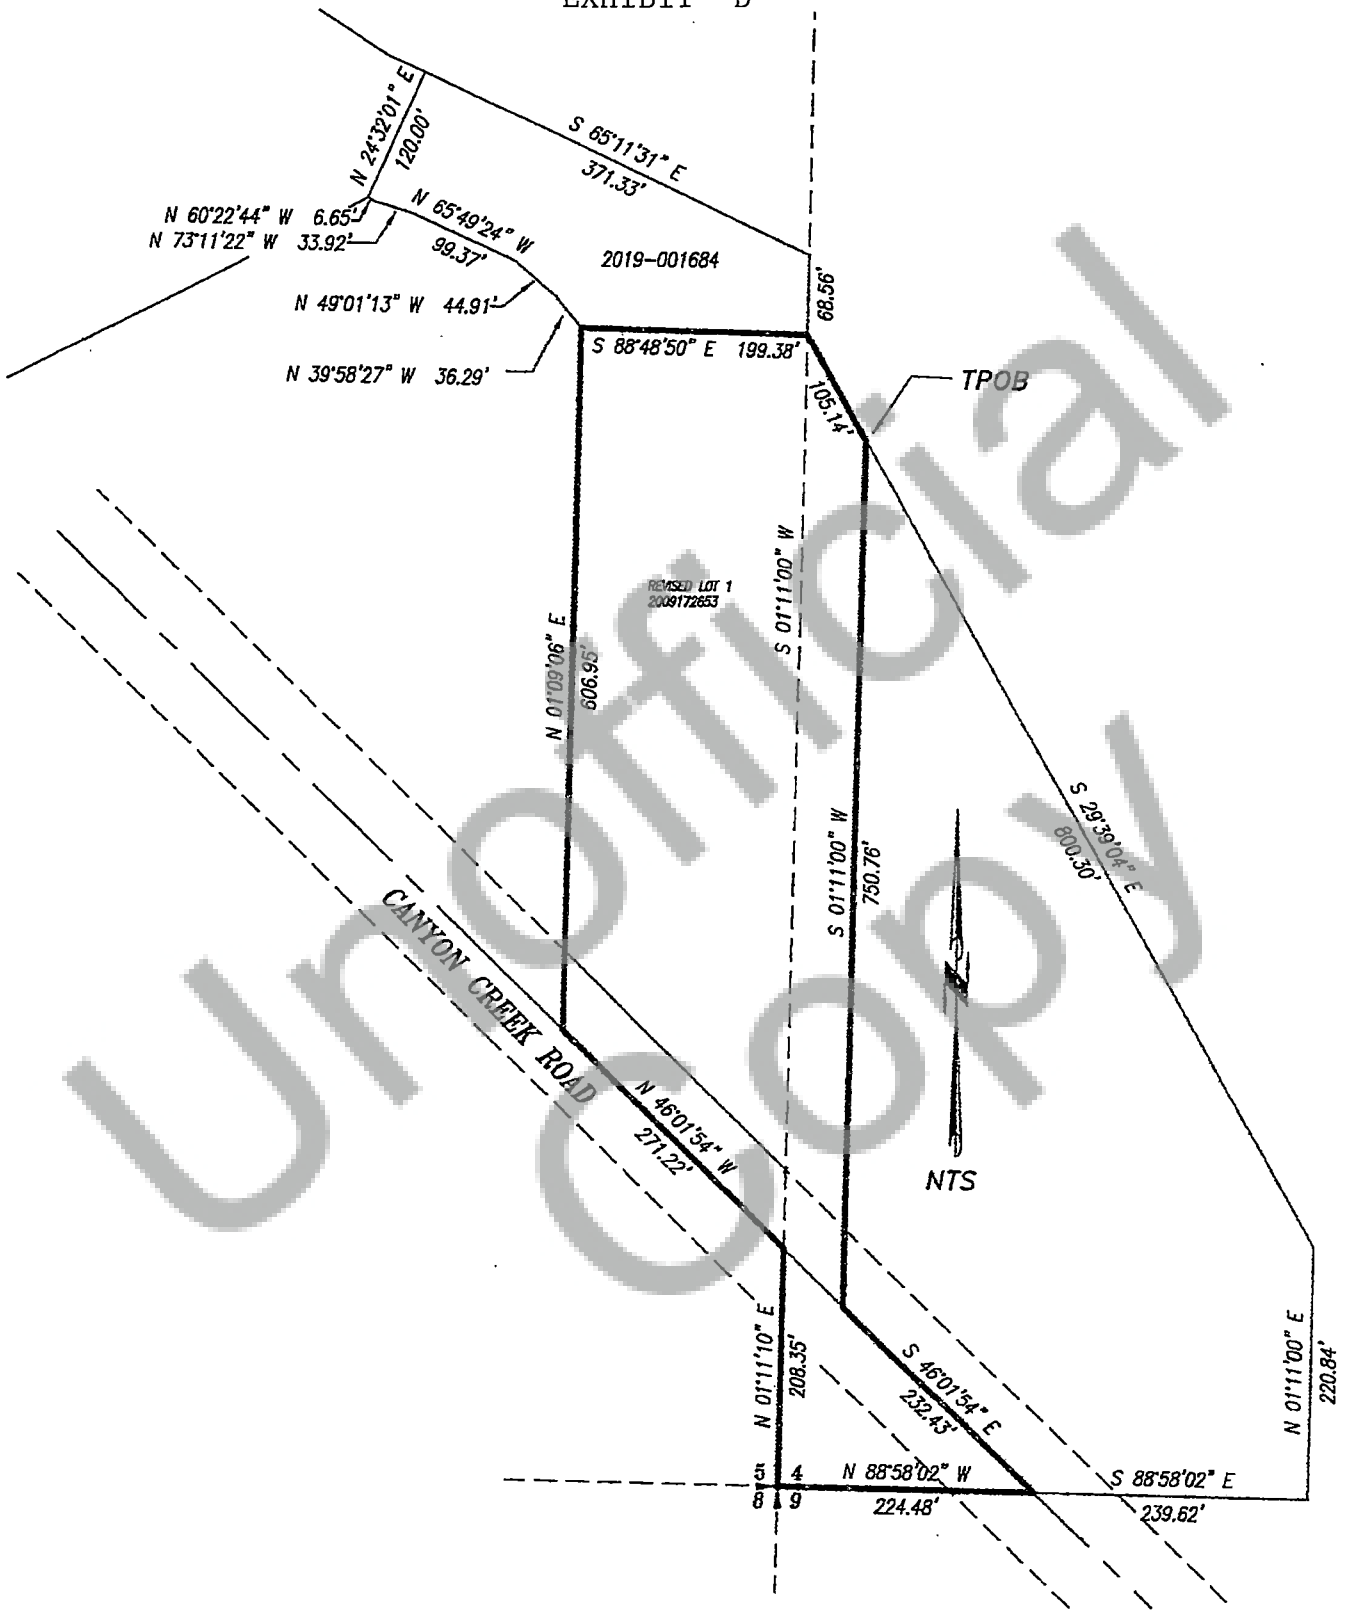 EXHIBIT "B"
N 24°32'01" E
120.00'
S 65°11'31" E
371.33'
N 60°22'44" W 6.65'
N 73°11'22" W 33.92'
N 65°49'24" W
99.37'
2019-001684
68.56'
N 49°01'13" W 44.91'
S 88°48'50" E 199.38'
N 39°58'27" W 36.29'
105.14'
TPOB
REVISED LOT 1
2009172653
S 01°11'00" W
N 01°09'06" E
606.95'
S 01°11'00" W
750.76'
S 29°39'04" E
800.30'
CANYON CREEK ROAD
N 46°01'54" W
271.22'
NTS
N 01°11'10" E
208.35'
S 46°01'54" E
232.43'
N 01°11'00" E
220.84'
5 4
8 9
N 88°58'02" W
224.48'
S 88°58'02" E
239.62'
Unofficial
Copy